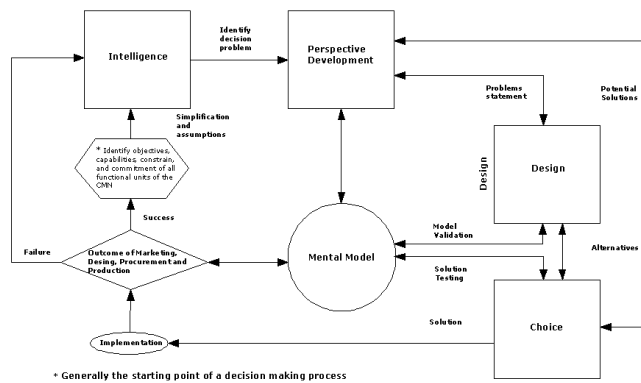 Intelligence
Identify
decision
problem
Perspective
Development
Problems
statement
Potential
Solutions
Simplification
and
assumptions
* Identify objectives,
capabilities, constrain,
and commitment of all
functional units of the
CMN
Design
Design
Success
Failure
Outcome of Marketing,
Desing, Procurement and
Production
Mental Model
Model
Validation
Alternatives
Solution
Testing
Implementation
Solution
Choice
* Generally the starting point of a decision making process